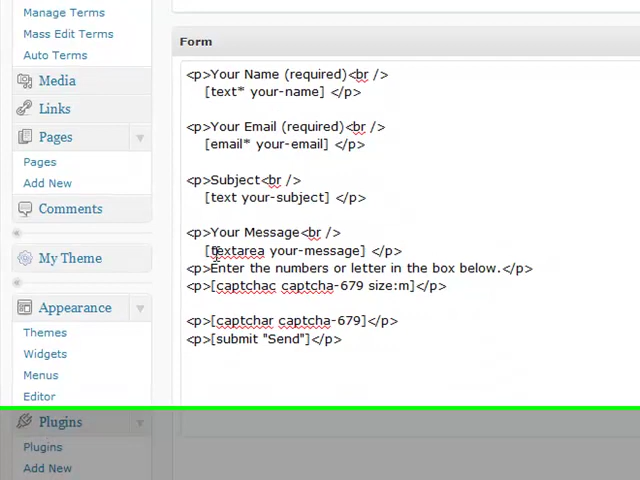 Manage Terms
Mass Edit Terms
Auto Terms
Media
Links
Pages
Pages
Add New
Comments
My Theme
Appearance
Themes
Widgets
Menus
Editor
Plugins
Plugins
Add New
Form
<p>Your Name (required)<br />
[text* your-name] </p>
<p>Your Email (required)<br />
[email* your-email] </p>
<p>Subject<br />
[text your-subject] </p>
<p>Your Message<br />
[textarea your-message] </p>
<p>Enter the numbers or letter in the box below.</p>
<p>[captchac captcha-679 size:m]</p>
<p>[captchar captcha-679]</p>
<p>[submit "Send"]</p>